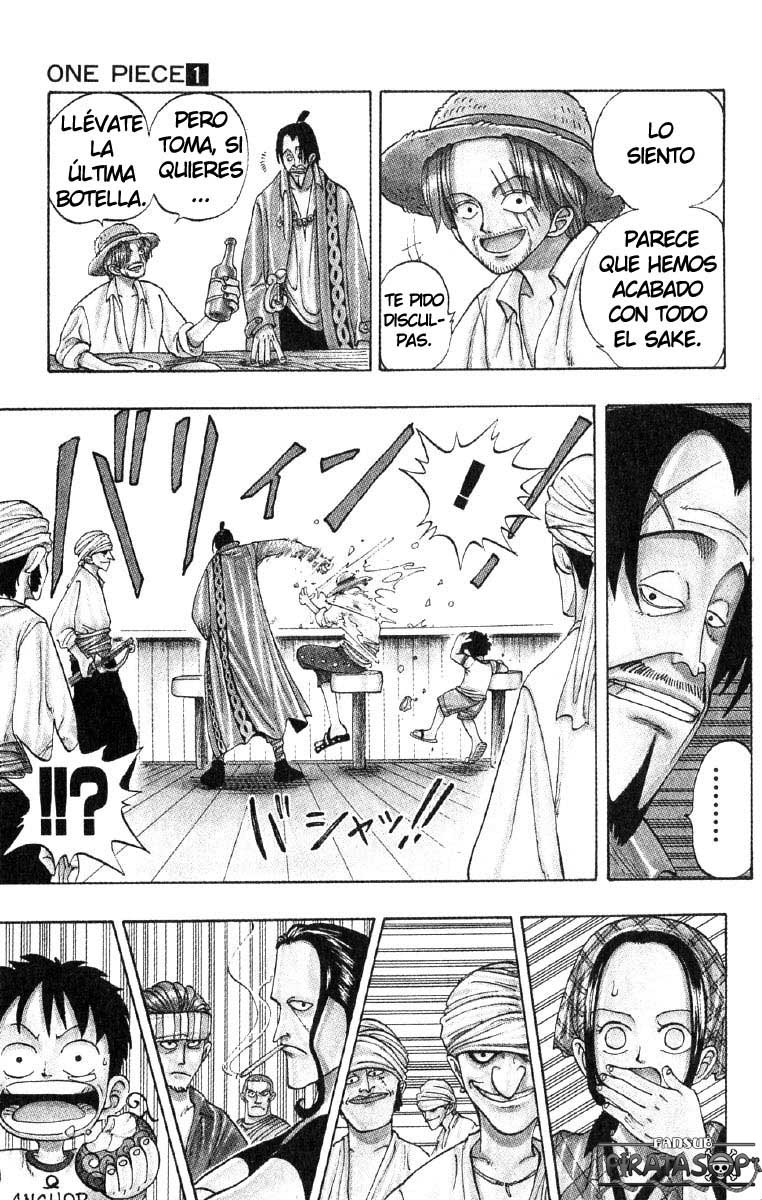 ONE PIECE 1
LO
SIENTO
PARECE
QUE HEMOS
ACABADO
CON TODO
EL SAKE.
TE PIDO
DISCUL-
PAS.
PERO
TOMA, SI
QUIERES
...
LLÉVATE
LA
ÚLTIMA
BOTELLA.
.........
バリィン!!
!
!!?
バシャッ!!
ANCHOR
FANSUB
PIRATASOP